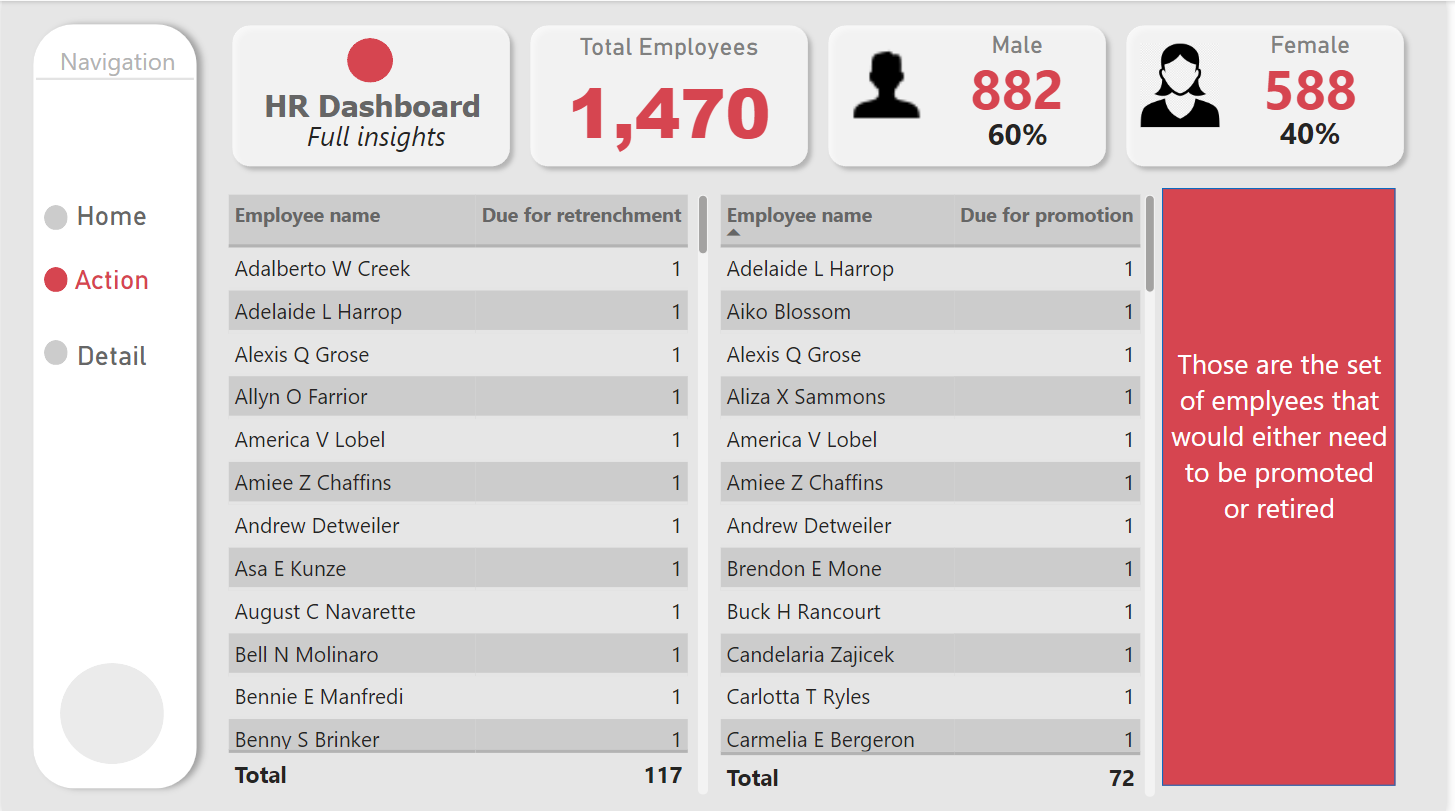 Navigation
Home
Action
Detail
HR Dashboard
Full insights
Total Employees
1,470
Male
882
60%
Female
588
40%
Employee name Due for retrenchment
Adalberto W Creek 1
Adelaide L Harrop 1
Alexis Q Grose 1
Allyn O Farrior 1
America V Lobel 1
Amiee Z Chaffins 1
Andrew Detweiler 1
Asa E Kunze 1
August C Navarette 1
Bell N Molinaro 1
Bennie E Manfredi 1
Benny S Brinker 1
Total 117
Employee name Due for promotion
Adelaide L Harrop 1
Aiko Blossom 1
Alexis Q Grose 1
Aliza X Sammons 1
America V Lobel 1
Amiee Z Chaffins 1
Andrew Detweiler 1
Brendon E Mone 1
Buck H Rancourt 1
Candelaria Zajicek 1
Carlotta T Ryles 1
Carmelia E Bergeron 1
Total 72
Those are the set
of emplyees that
would either need
to be promoted
or retired